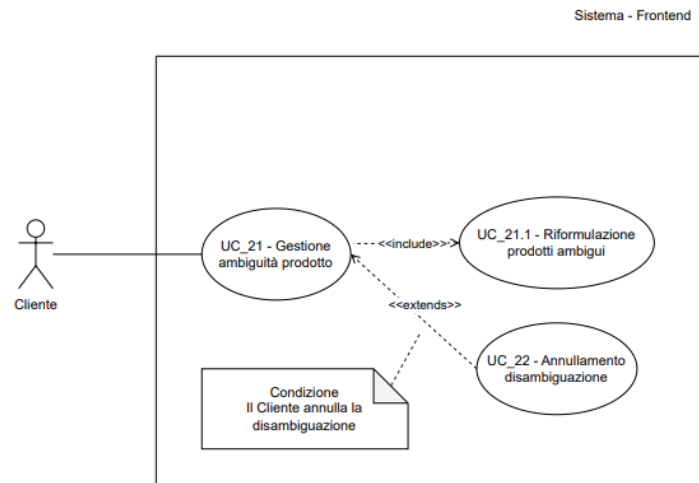 Sistema - Frontend
Cliente
UC_21 - Gestione
ambiguità prodotto
<<include>>
UC_21.1 - Riformulazione
prodotti ambigui
<<extends>>
UC_22 - Annullamento
disambiguazione
Condizione
Il Cliente annulla la
disambiguazione